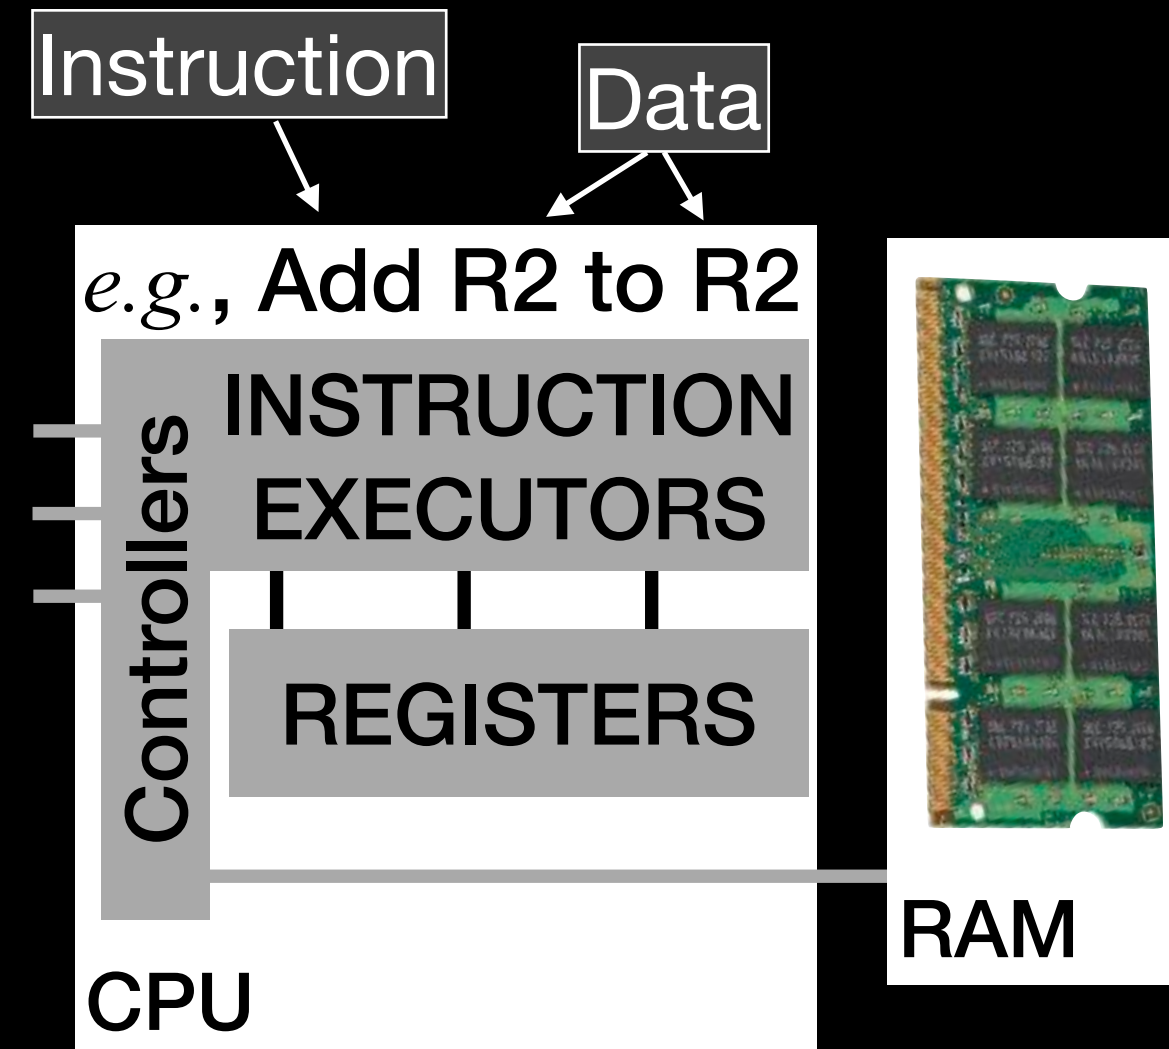 Instruction
Data
e.g., Add R2 to R2
INSTRUCTION
EXECUTORS
Controllers
REGISTERS
RAM
CPU